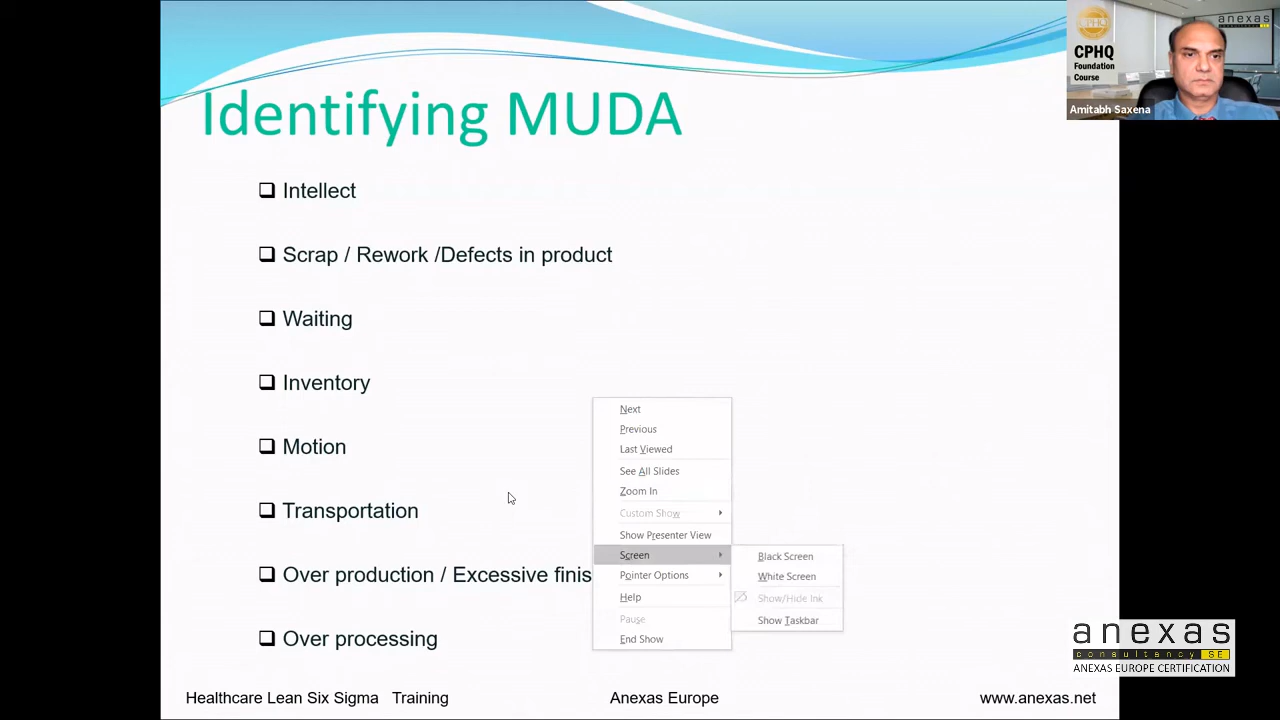 Identifying MUDA
Intellect
Scrap / Rework /Defects in product
Waiting
Inventory
Motion
Transportation
Over production / Excessive finis
Over processing
Next
Previous
Last Viewed
See All Slides
Zoom In
Custom Show
Show Presenter View
Screen
Pointer Options
Help
Pause
End Show
Black Screen
White Screen
Show/Hide Ink
Show Taskbar
Healthcare Lean Six Sigma Training
Anexas Europe
www.anexas.net
anexas
consultancy SE
ANEXAS EUROPE CERTIFICATION
CPHQ
CPHQ
Foundation
Course
Amitabh Saxena
anexas